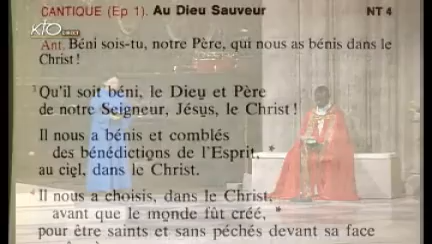 CANTIQUE (Ep 1). Au Dieu Sauveur NT 4
KTO
DIRECT
Ant. Béni sois-tu, notre Père, qui nous as bénis dans le
Christ !
1 Qu'il soit béni, le Dieu et Père
de notre Seigneur, Jésus, le Christ !
Il nous a bénis et comblés
des bénédictions de l'Esprit, *
au ciel, dans le Christ.
4 Il nous a choisis, dans le Christ,
avant que le monde fût créé, *
pour être saints et sans péchés devant sa face